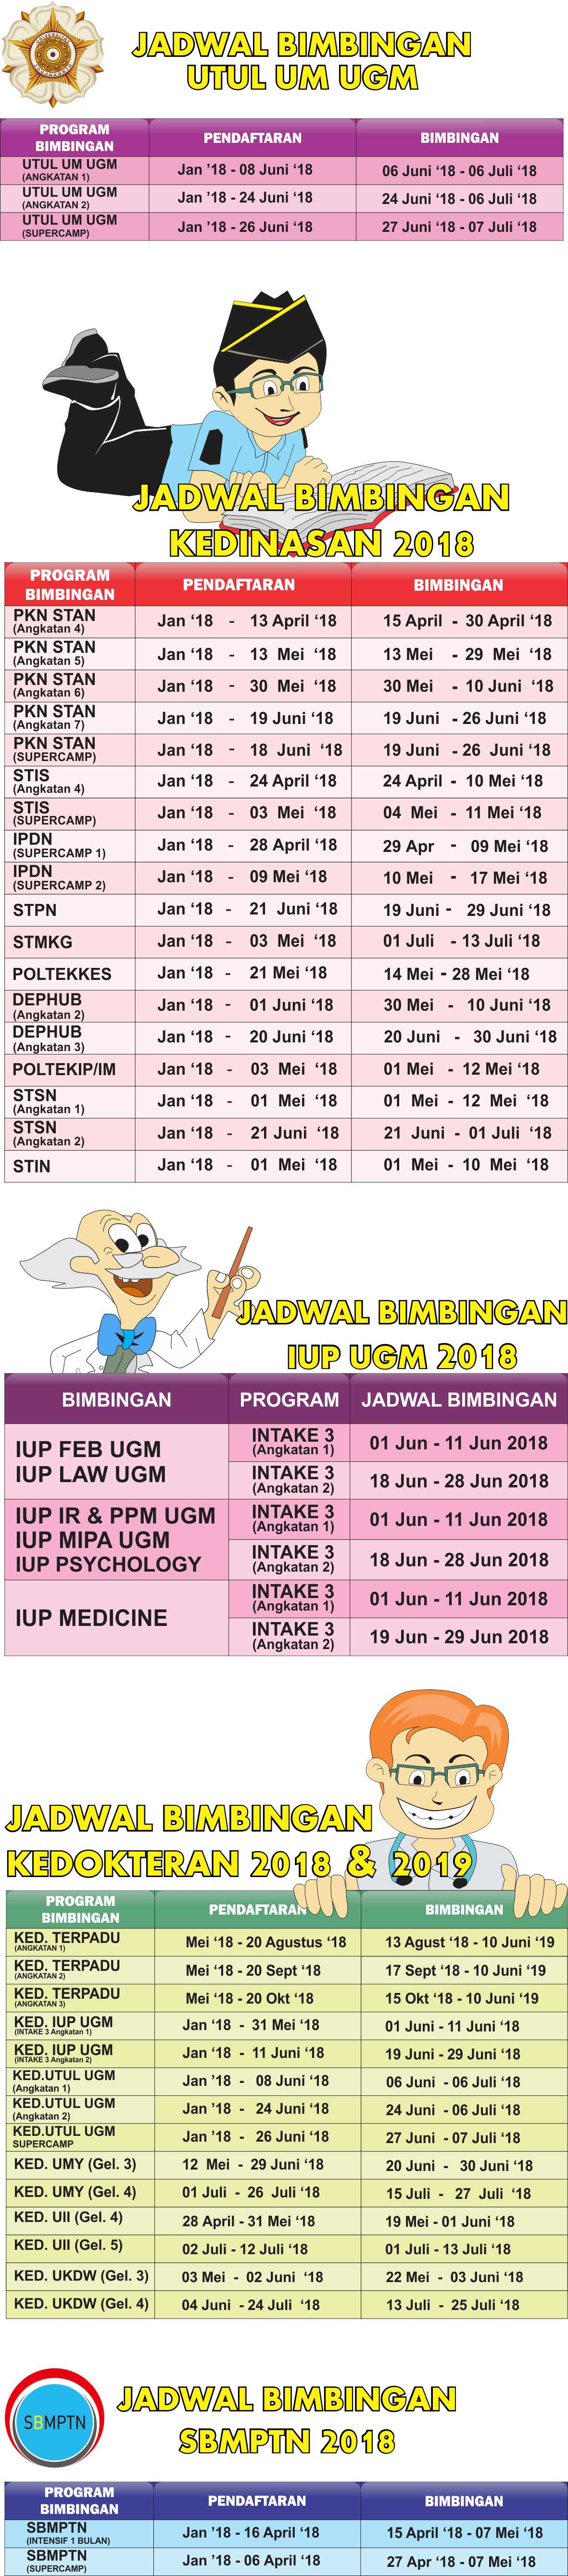 JADWAL BIMBINGAN
UTUL UM UGM
PROGRAM BIMBINGAN PENDAFTARAN BIMBINGAN
UTUL UM UGM (ANGKATAN 1) Jan '18 - 08 Juni '18 06 Juni '18 - 06 Juli '18
UTUL UM UGM (ANGKATAN 2) Jan '18 - 24 Juni '18 24 Juni '18 - 06 Juli '18
UTUL UM UGM (SUPERCAMP) Jan '18 - 26 Juni '18 27 Juni '18 - 07 Juli '18
JADWAL BIMBINGAN
KEDINASAN 2018
PROGRAM BIMBINGAN PENDAFTARAN BIMBINGAN
PKN STAN (Angkatan 4) Jan '18 - 13 April '18 15 April - 30 April '18
PKN STAN (Angkatan 5) Jan '18 - 13 Mei '18 13 Mei - 29 Mei '18
PKN STAN (Angkatan 6) Jan '18 - 30 Mei '18 30 Mei - 10 Juni '18
PKN STAN (Angkatan 7) Jan '18 - 19 Juni '18 19 Juni - 26 Juni '18
PKN STAN (SUPERCAMP) Jan '18 - 18 Juni '18 19 Juni - 26 Juni '18
STIS (Angkatan 4) Jan '18 - 24 April '18 24 April - 10 Mei '18
STIS (SUPERCAMP) Jan '18 - 03 Mei '18 04 Mei - 11 Mei '18
IPDN (SUPERCAMP 1) Jan '18 - 28 April '18 29 Apr - 09 Mei '18
IPDN (SUPERCAMP 2) Jan '18 - 09 Mei '18 10 Mei - 17 Mei '18
STPN Jan '18 - 21 Juni '18 19 Juni - 29 Juni '18
STMKG Jan '18 - 03 Mei '18 01 Juli - 13 Juli '18
POLTEKKES Jan '18 - 21 Mei '18 14 Mei - 28 Mei '18
DEPHUB (Angkatan 2) Jan '18 - 01 Juni '18 30 Mei - 10 Juni '18
DEPHUB (Angkatan 3) Jan '18 - 20 Juni '18 20 Juni - 30 Juni '18
POLTEKIP/IM Jan '18 - 03 Mei '18 01 Mei - 12 Mei '18
STSN (Angkatan 1) Jan '18 - 01 Mei '18 01 Mei - 12 Mei '18
STSN (Angkatan 2) Jan '18 - 21 Juni '18 21 Juni - 01 Juli '18
STIN Jan '18 - 01 Mei '18 01 Mei - 10 Mei '18
JADWAL BIMBINGAN
IUP UGM 2018
BIMBINGAN PROGRAM JADWAL BIMBINGAN
IUP FEB UGM
IUP LAW UGM
INTAKE 3 (Angkatan 1) 01 Jun - 11 Jun 2018
INTAKE 3 (Angkatan 2) 18 Jun - 28 Jun 2018
IUP IR & PPM UGM
IUP MIPA UGM
IUP PSYCHOLOGY
INTAKE 3 (Angkatan 1) 01 Jun - 11 Jun 2018
INTAKE 3 (Angkatan 2) 18 Jun - 28 Jun 2018
IUP MEDICINE
INTAKE 3 (Angkatan 1) 01 Jun - 11 Jun 2018
INTAKE 3 (Angkatan 2) 19 Jun - 29 Jun 2018
JADWAL BIMBINGAN
KEDOKTERAN 2018 & 2019
PROGRAM BIMBINGAN PENDAFTARAN BIMBINGAN
KED. TERPADU (ANGKATAN 1) Mei '18 - 20 Agustus '18 13 Agust '18 - 10 Juni '19
KED. TERPADU (ANGKATAN 2) Mei '18 - 20 Sept '18 17 Sept '18 - 10 Juni '19
KED. TERPADU (ANGKATAN 3) Mei '18 - 20 Okt '18 15 Okt '18 - 10 Juni '19
KED. IUP UGM (INTAKE 3 Angkatan 1) Jan '18 - 31 Mei '18 01 Juni - 11 Juni '18
KED. IUP UGM (INTAKE 3 Angkatan 2) Jan '18 - 11 Juni '18 19 Juni - 29 Juni '18
KED.UTUL UGM (Angkatan 1) Jan '18 - 08 Juni '18 06 Juni - 06 Juli '18
KED.UTUL UGM (Angkatan 2) Jan '18 - 24 Juni '18 24 Juni - 06 Juli '18
KED.UTUL UGM SUPERCAMP Jan '18 - 26 Juni '18 27 Juni - 07 Juli '18
KED. UMY (Gel. 3) 12 Mei - 29 Juni '18 20 Juni - 30 Juni '18
KED. UMY (Gel. 4) 01 Juli - 26 Juli '18 15 Juli - 27 Juli '18
KED. UII (Gel. 4) 28 April - 31 Mei '18 19 Mei - 01 Juni '18
KED. UII (Gel. 5) 02 Juli - 12 Juli '18 01 Juli - 13 Juli '18
KED. UKDW (Gel. 3) 03 Mei - 02 Juni '18 22 Mei - 03 Juni '18
KED. UKDW (Gel. 4) 04 Juni - 24 Juli '18 13 Juli - 25 Juli '18
SBMPTN
JADWAL BIMBINGAN
SBMPTN 2018
PROGRAM BIMBINGAN PENDAFTARAN BIMBINGAN
SBMPTN (INTENSIF 1 BULAN) Jan '18 - 16 April '18 15 April '18 - 07 Mei '18
SBMPTN (SUPERCAMP) Jan '18 - 06 April '18 27 Apr '18 - 07 Mei '18